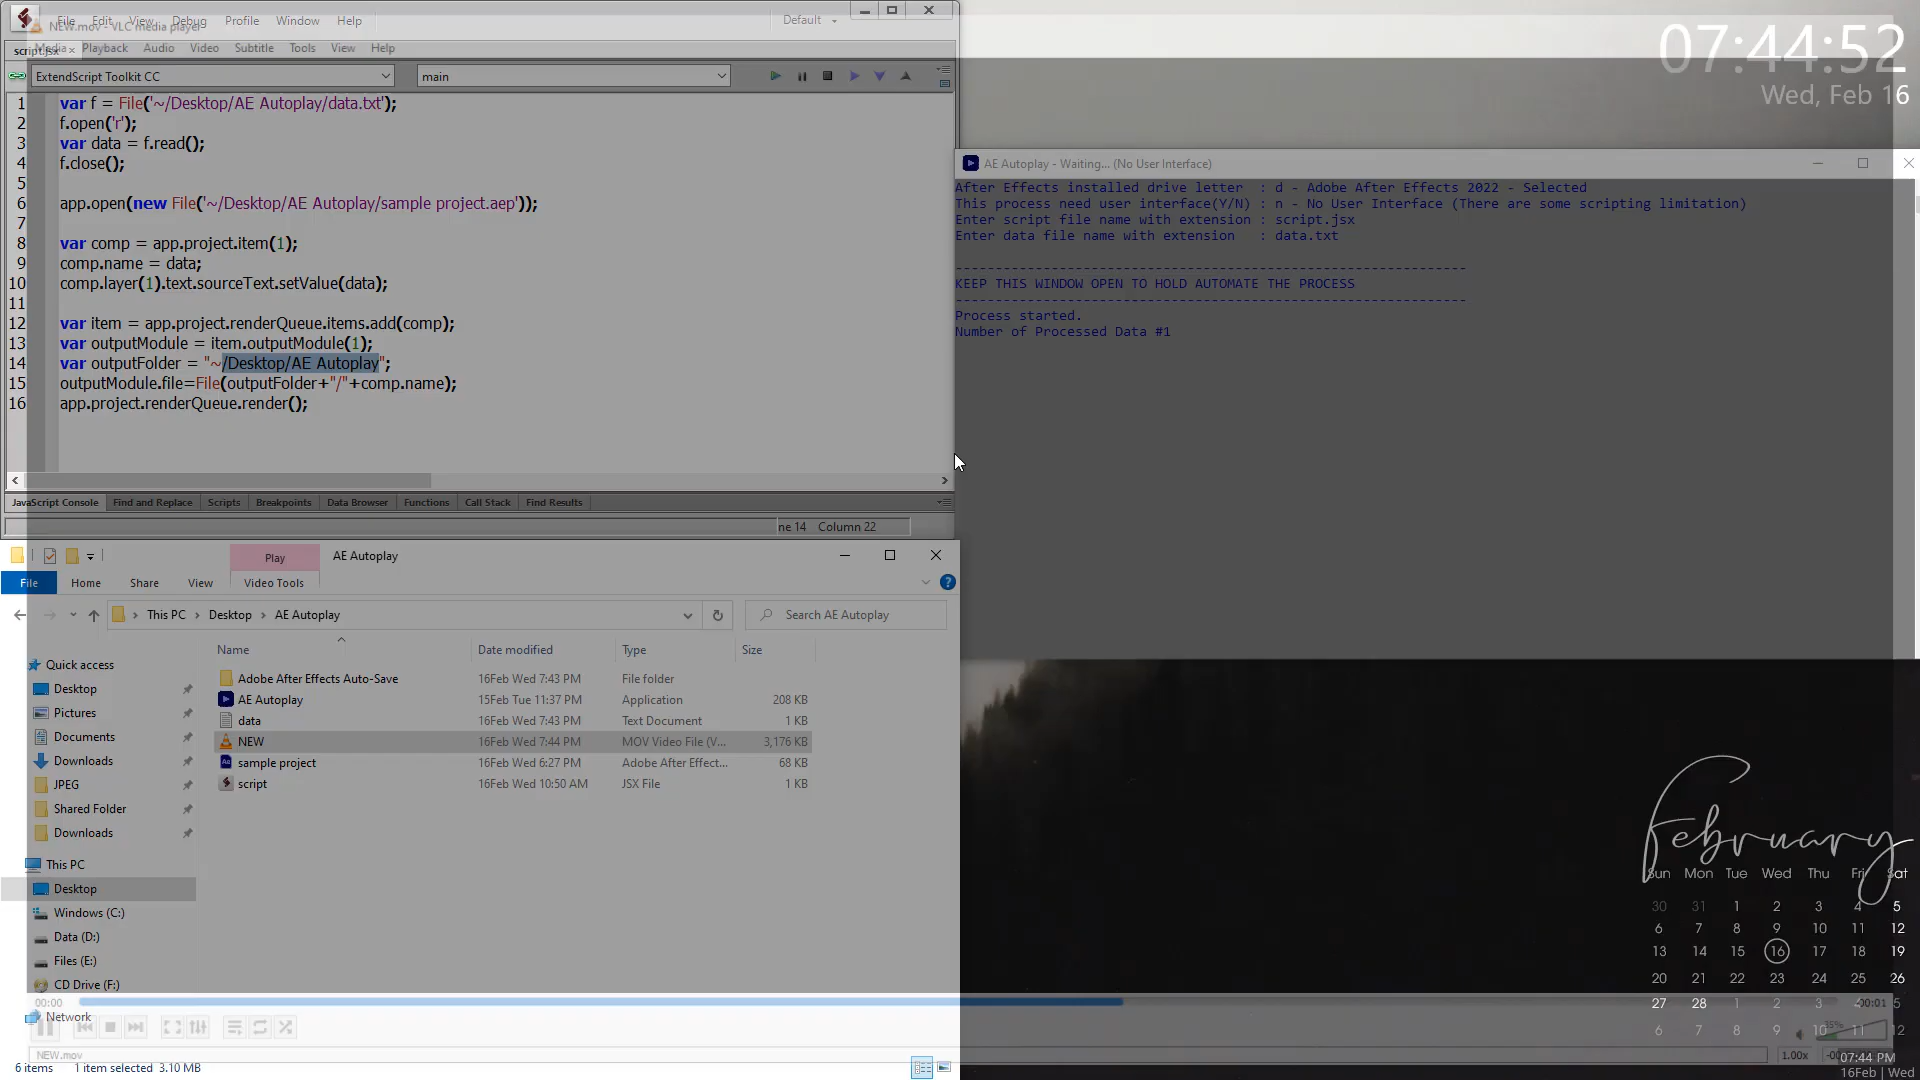 File Edit View Debug Profile Window Help
Default
NEW.mov - VLC media player
script.jsx
Media Playback Audio Video Subtitle Tools View Help
ExtendScript Toolkit CC
main
1 var f = File('~/Desktop/AE Autoplay/data.txt');
2 f.open('r');
3 var data = f.read();
4 f.close();
5
6 app.open(new File('~/Desktop/AE Autoplay/sample project.aep'));
7
8 var comp = app.project.item(1);
9 comp.name = data;
10 comp.layer(1).text.sourceText.setValue(data);
11
12 var item = app.project.renderQueue.items.add(comp);
13 var outputModule = item.outputModule(1);
14 var outputFolder = "~/Desktop/AE Autoplay";
15 outputModule.file=File(outputFolder+"/"+comp.name);
16 app.project.renderQueue.render();
JavaScript Console Find and Replace Scripts Breakpoints Data Browser Functions Call Stack Find Results
ne 14 Column 22
07:44:52
Wed, Feb 16
AE Autoplay - Waiting... (No User Interface)
After Effects installed drive letter : d - Adobe After Effects 2022 - Selected
This process need user interface(Y/N) : n - No User Interface (There are some scripting limitation)
Enter script file name with extension : script.jsx
Enter data file name with extension : data.txt
--------------------------------------------------------------
KEEP THIS WINDOW OPEN TO HOLD AUTOMATE THE PROCESS
--------------------------------------------------------------
Process started.
Number of Processed Data #1
Play AE Autoplay
File Home Share View Video Tools
This PC Desktop AE Autoplay
Search AE Autoplay
Name Date modified Type Size
Adobe After Effects Auto-Save 16Feb Wed 7:43 PM File folder
AE Autoplay 15Feb Tue 11:37 PM Application 208 KB
data 16Feb Wed 7:43 PM Text Document 1 KB
NEW 16Feb Wed 7:44 PM MOV Video File (V... 3,176 KB
sample project 16Feb Wed 6:27 PM Adobe After Effect... 68 KB
script 16Feb Wed 10:50 AM JSX File 1 KB
Quick access
Desktop
Pictures
Documents
Downloads
JPEG
Shared Folder
Downloads
This PC
Desktop
Windows (C:)
Data (D:)
Files (E:)
CD Drive (F:)
Network
6 items 1 item selected 3.10 MB
february
Sun Mon Tue Wed Thu Fri Sat
30 31 1 2 3 4 5
6 7 8 9 10 11 12
13 14 15 16 17 18 19
20 21 22 23 24 25 26
27 28 1 2 3 4 5
6 7 8 9 10 11 12
00:00
00:01
35%
NEW.mov
1.00x
07:44 PM
16Feb | Wed